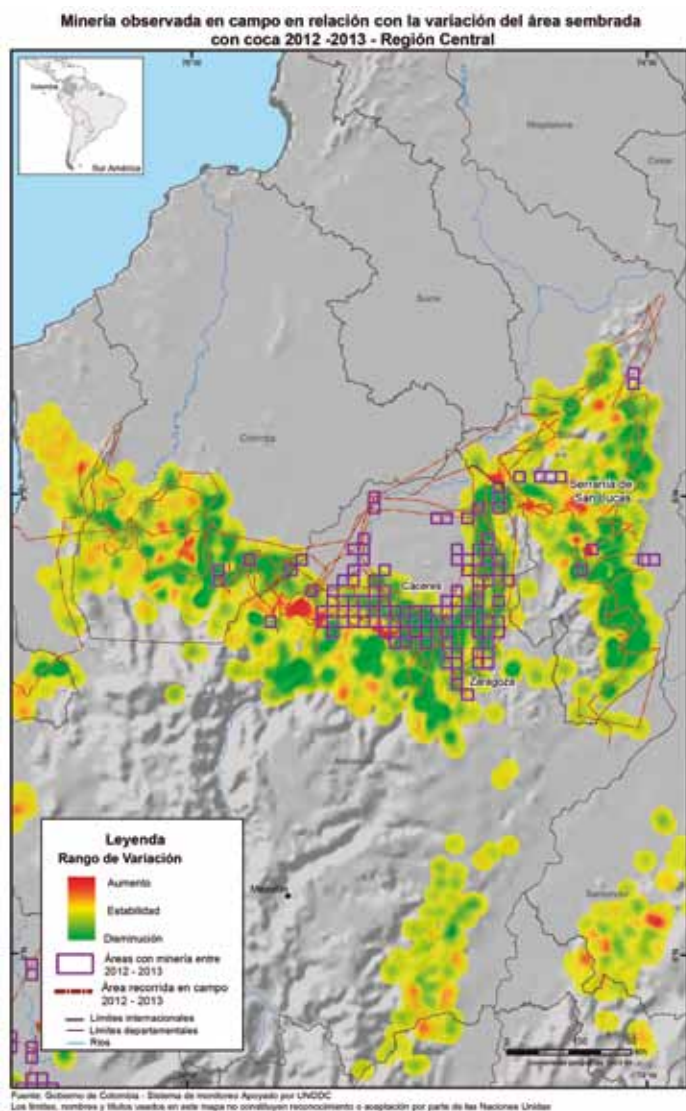 Minería observada en campo en relación con la variación del área sembrada
con coca 2012 -2013 - Región Central
76°W
74°W
Colombia
Sur América
Magdalena
Cesar
Sucre
Córdoba
Serranía de
San Lucas
Cáceres
Zaragoza
Antioquia
Medellín
Santander
Leyenda
Rango de Variación
Aumento
Estabilidad
Disminución
Áreas con minería entre
2012 - 2013
Área recorrida en campo
2012 - 2013
Límites internacionales
Límites departamentales
Ríos
Fuente: Gobierno de Colombia - Sistema de monitoreo Apoyado por UNODC
Los límites, nombres y títulos usados en este mapa no constituyen reconocimiento o aceptación por parte de las Naciones Unidas